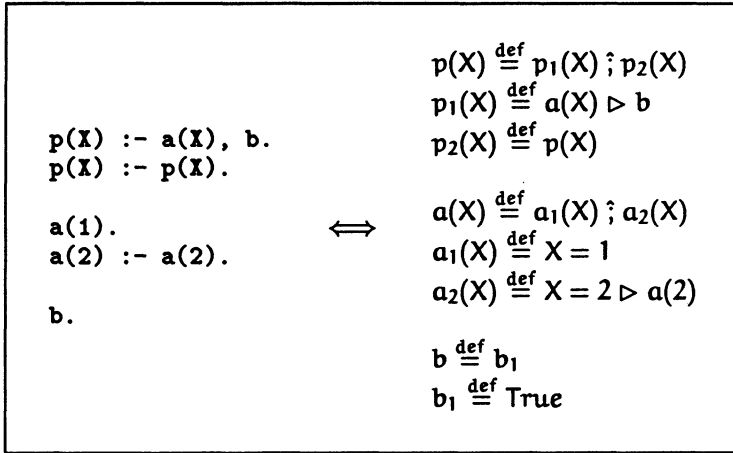 p(X) :- a(X), b.
p(X) :- p(X).
a(1).
a(2) :- a(2).
b.
⟺
p(X) ≝ p₁(X) ;̂ p₂(X)
p₁(X) ≝ a(X) ▷ b
p₂(X) ≝ p(X)
a(X) ≝ a₁(X) ;̂ a₂(X)
a₁(X) ≝ X = 1
a₂(X) ≝ X = 2 ▷ a(2)
b ≝ b₁
b₁ ≝ True